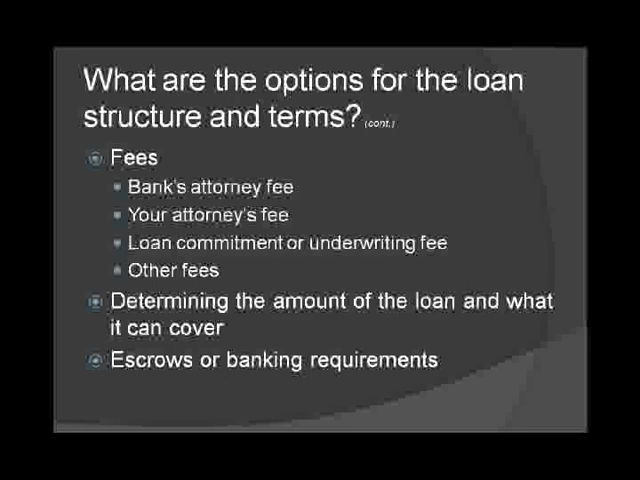 What are the options for the loan
structure and terms? (cont.)
Fees
Bank's attorney fee
Your attorney's fee
Loan commitment or underwriting fee
Other fees
Determining the amount of the loan and what
it can cover
Escrows or banking requirements